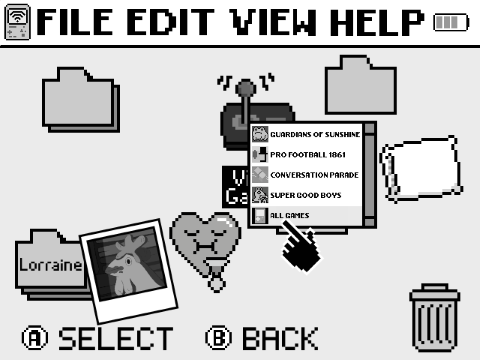 FILE EDIT VIEW HELP
GUARDIANS OF SUNSHINE
PRO FOOTBALL 1861
CONVERSATION PARADE
SUPER GOOD BOYS
ALL GAMES
Lorraine
A SELECT B BACK